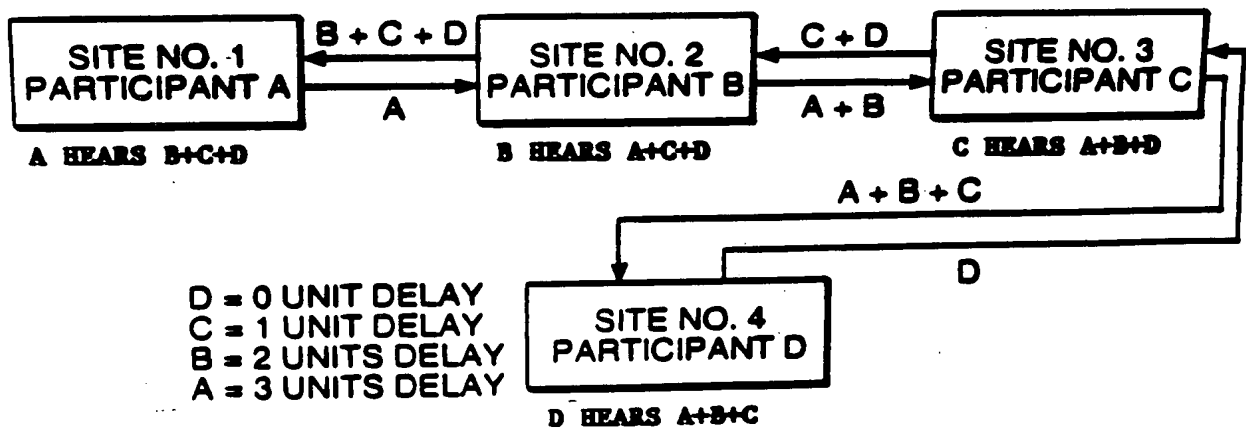 SITE NO. 1
PARTICIPANT A
B + C + D
A
SITE NO. 2
PARTICIPANT B
C + D
A + B
SITE NO. 3
PARTICIPANT C
A HEARS B+C+D
B HEARS A+C+D
C HEARS A+B+D
A + B + C
D
D = 0 UNIT DELAY
C = 1 UNIT DELAY
B = 2 UNITS DELAY
A = 3 UNITS DELAY
SITE NO. 4
PARTICIPANT D
D HEARS A+B+C